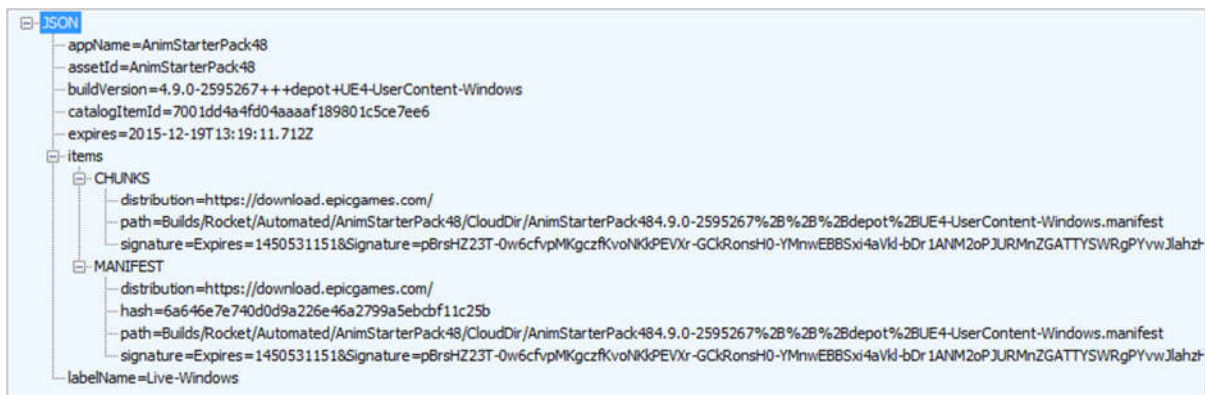 JSON
appName=AnimStarterPack48
assetId=AnimStarterPack48
buildVersion=4.9.0-2595267+++depot+UE4-UserContent-Windows
catalogItemId=7001dd4a4fd04aaaaf189801c5ce7ee6
expires=2015-12-19T13:19:11.712Z
items
CHUNKS
distribution=https://download.epicgames.com/
path=Builds/Rocket/Automated/AnimStarterPack48/CloudDir/AnimStarterPack484.9.0-2595267%2B%2B%2Bdepot%2BUE4-UserContent-Windows.manifest
signature=Expires=1450531151&Signature=pBrsHZ23T-0w6cfvpMKgczfKvoNKkPEVXr-GCkRonsH0-YMnwEBBSxi4aVkl-bDr1ANM2oPJURMnZGATTYSWRgPYvwJlahzH
MANIFEST
distribution=https://download.epicgames.com/
hash=6a646e7e740d0d9a226e46a2799a5ebcbf11c25b
path=Builds/Rocket/Automated/AnimStarterPack48/CloudDir/AnimStarterPack484.9.0-2595267%2B%2B%2Bdepot%2BUE4-UserContent-Windows.manifest
signature=Expires=1450531151&Signature=pBrsHZ23T-0w6cfvpMKgczfKvoNKkPEVXr-GCkRonsH0-YMnwEBBSxi4aVkl-bDr1ANM2oPJURMnZGATTYSWRgPYvwJlahzH
labelName=Live-Windows